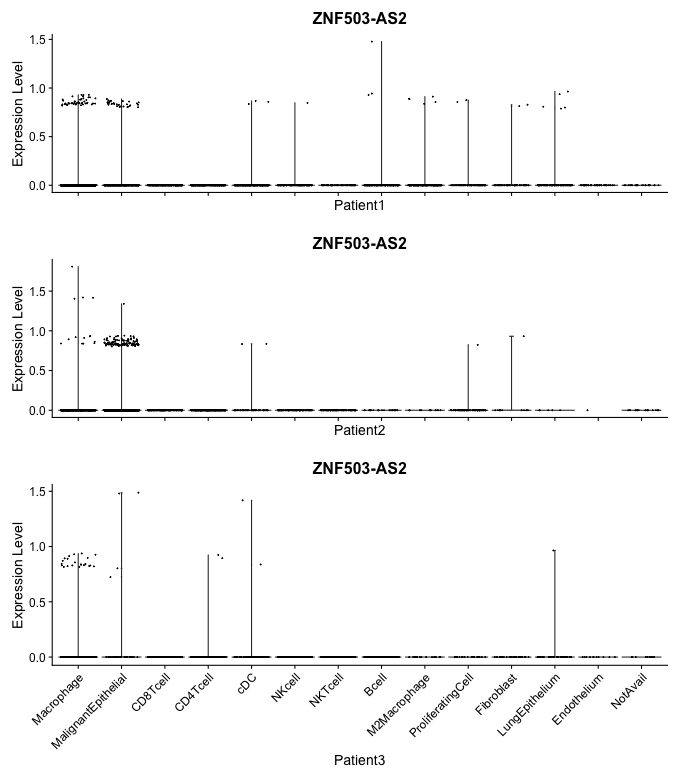 ZNF503-AS2
Expression Level
1.5
1.0
0.5
0.0
Patient1
ZNF503-AS2
Expression Level
1.5
1.0
0.5
0.0
Patient2
ZNF503-AS2
Expression Level
1.5
1.0
0.5
0.0
Macrophage
MalignantEpithelial
CD8Tcell
CD4Tcell
cDC
NKcell
NKTcell
Bcell
M2Macrophage
ProliferatingCell
Fibroblast
LungEpithelium
Endothelium
NotAvail
Patient3